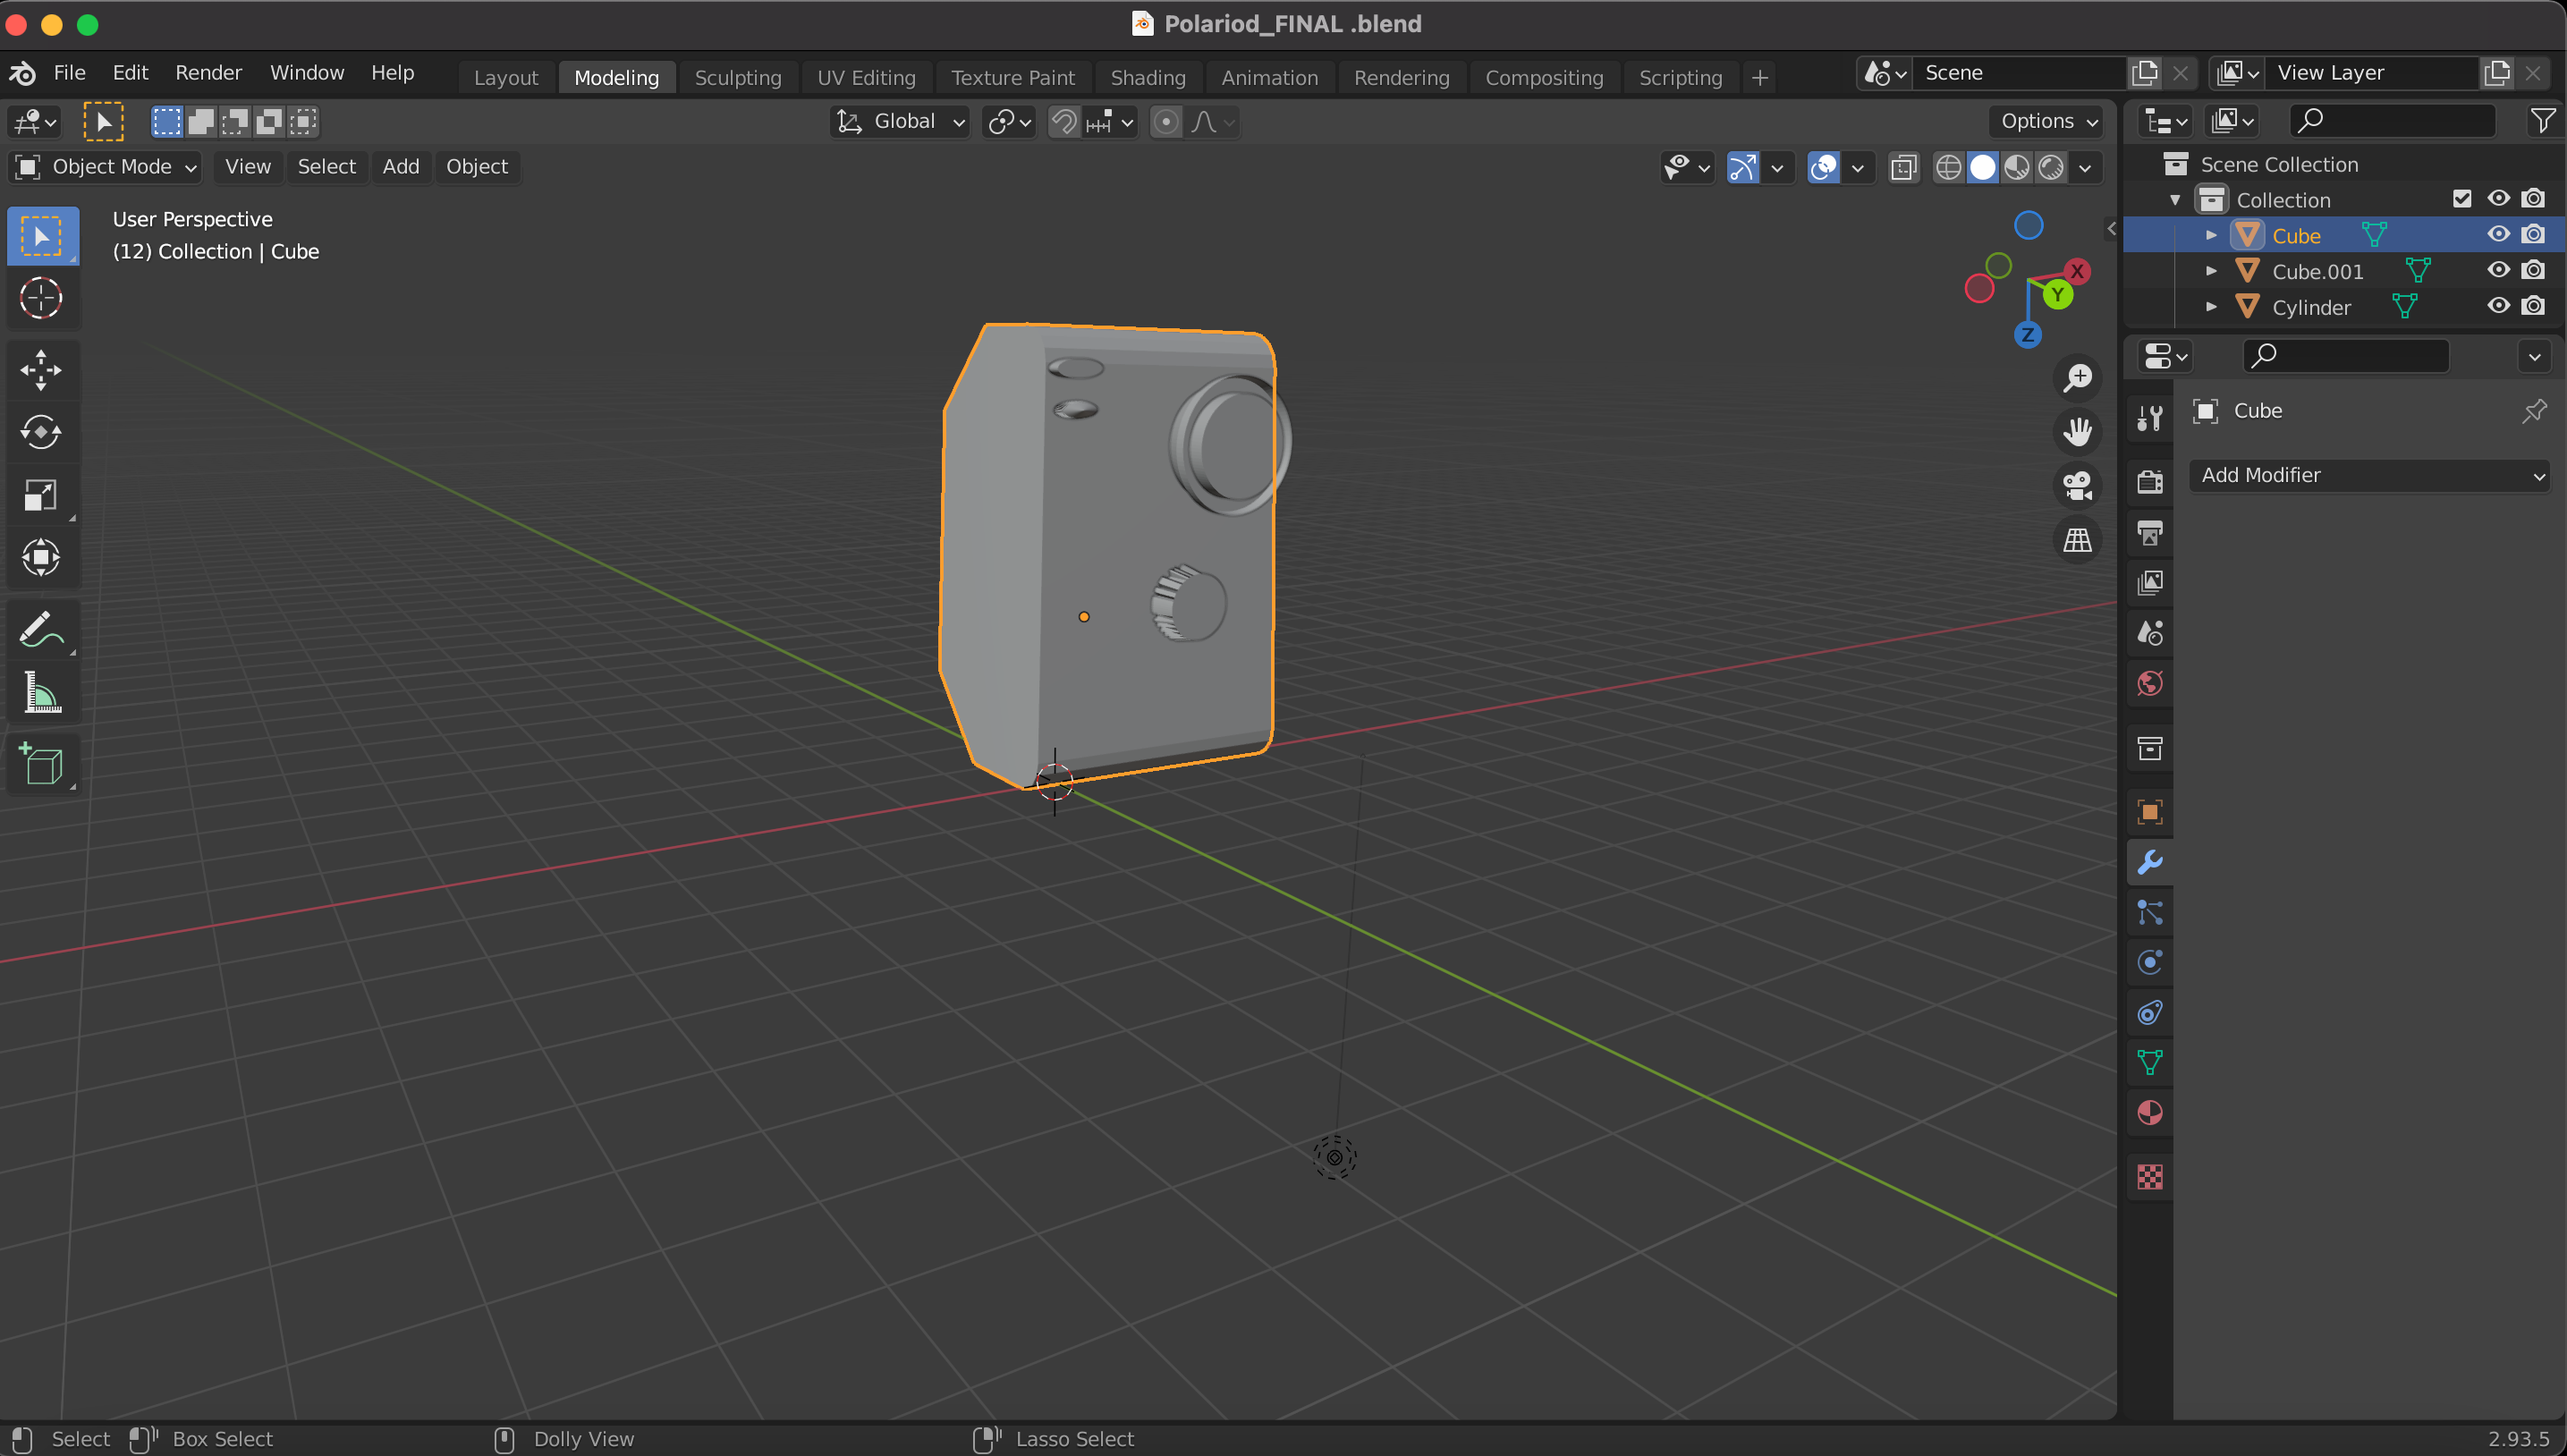 Polariod_FINAL .blend
File Edit Render Window Help Layout Modeling Sculpting UV Editing Texture Paint Shading Animation Rendering Compositing Scripting + Scene View Layer
Global Options
Object Mode View Select Add Object
User Perspective
(12) Collection | Cube
X
Y
Z
Scene Collection
Collection
Cube
Cube.001
Cylinder
Cube
Add Modifier
Select Box Select Dolly View Lasso Select 2.93.5